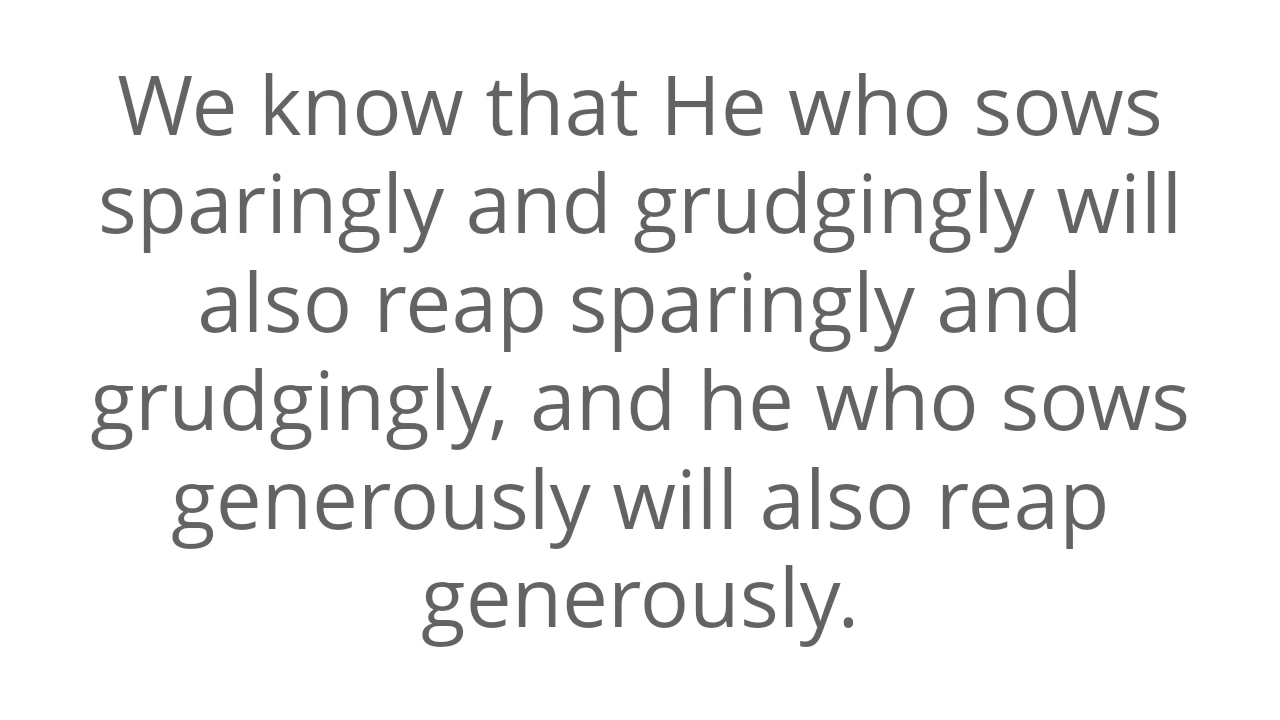 We know that He who sows
sparingly and grudgingly will
also reap sparingly and
grudgingly, and he who sows
generously will also reap
generously.